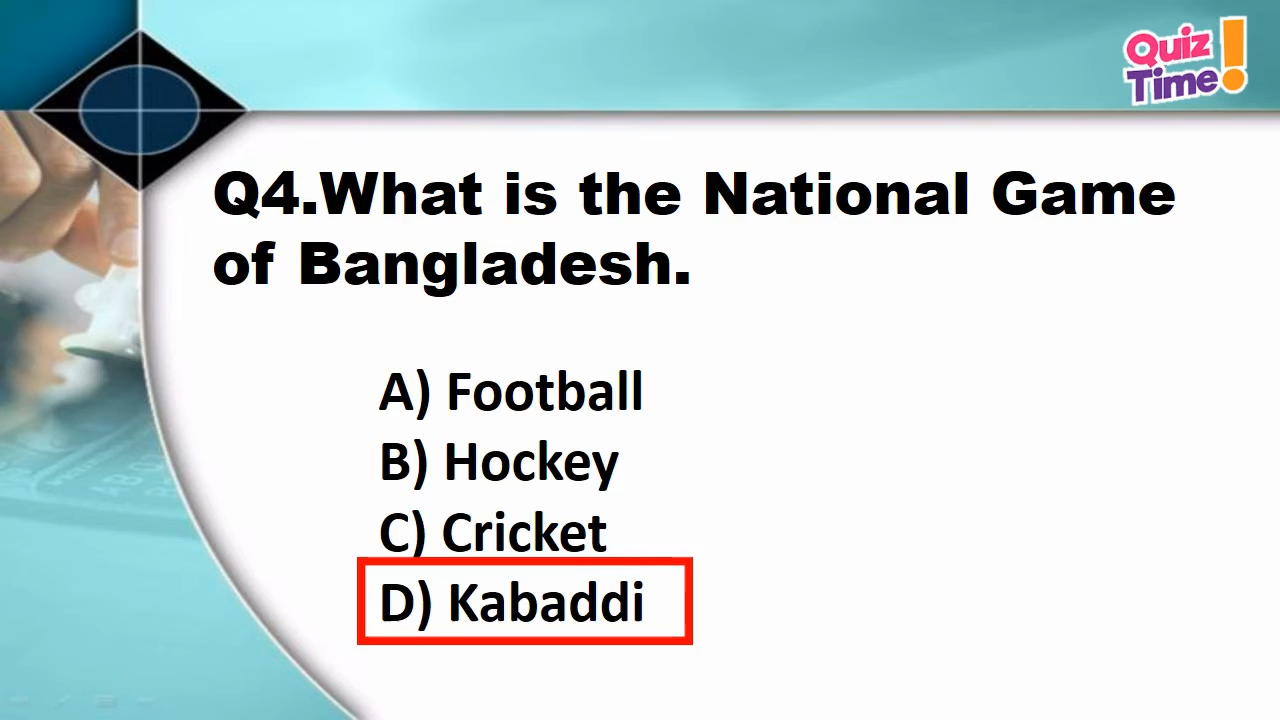 Quiz
Time!
Q4.What is the National Game
of Bangladesh.
A) Football
B) Hockey
C) Cricket
D) Kabaddi